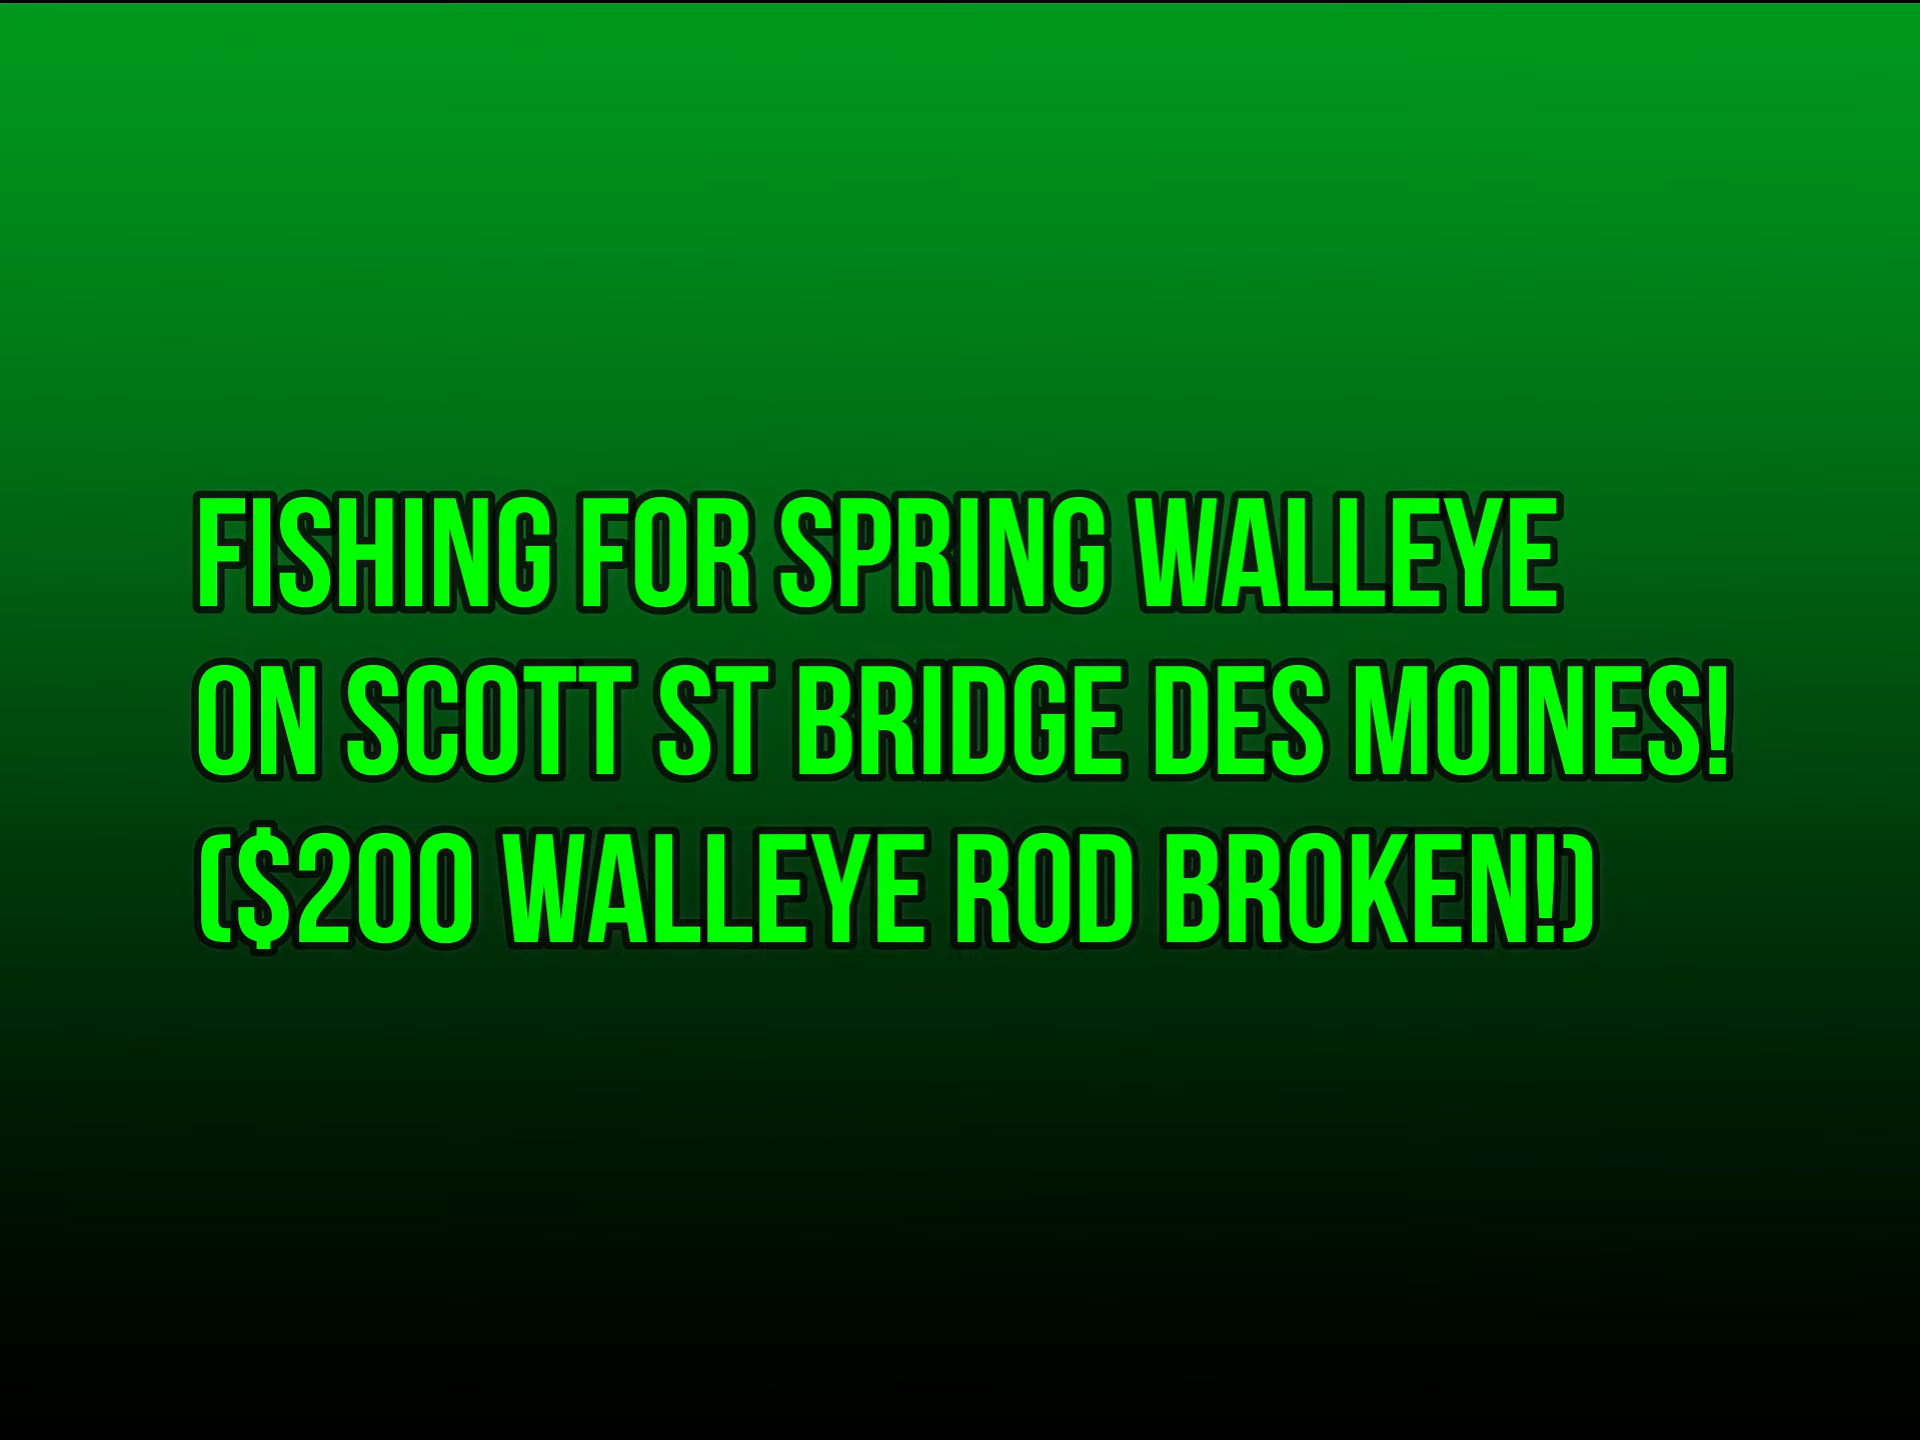 FISHING FOR SPRING WALLEYE
ON SCOTT ST BRIDGE DES MOINES!
($200 WALLEYE ROD BROKEN!)